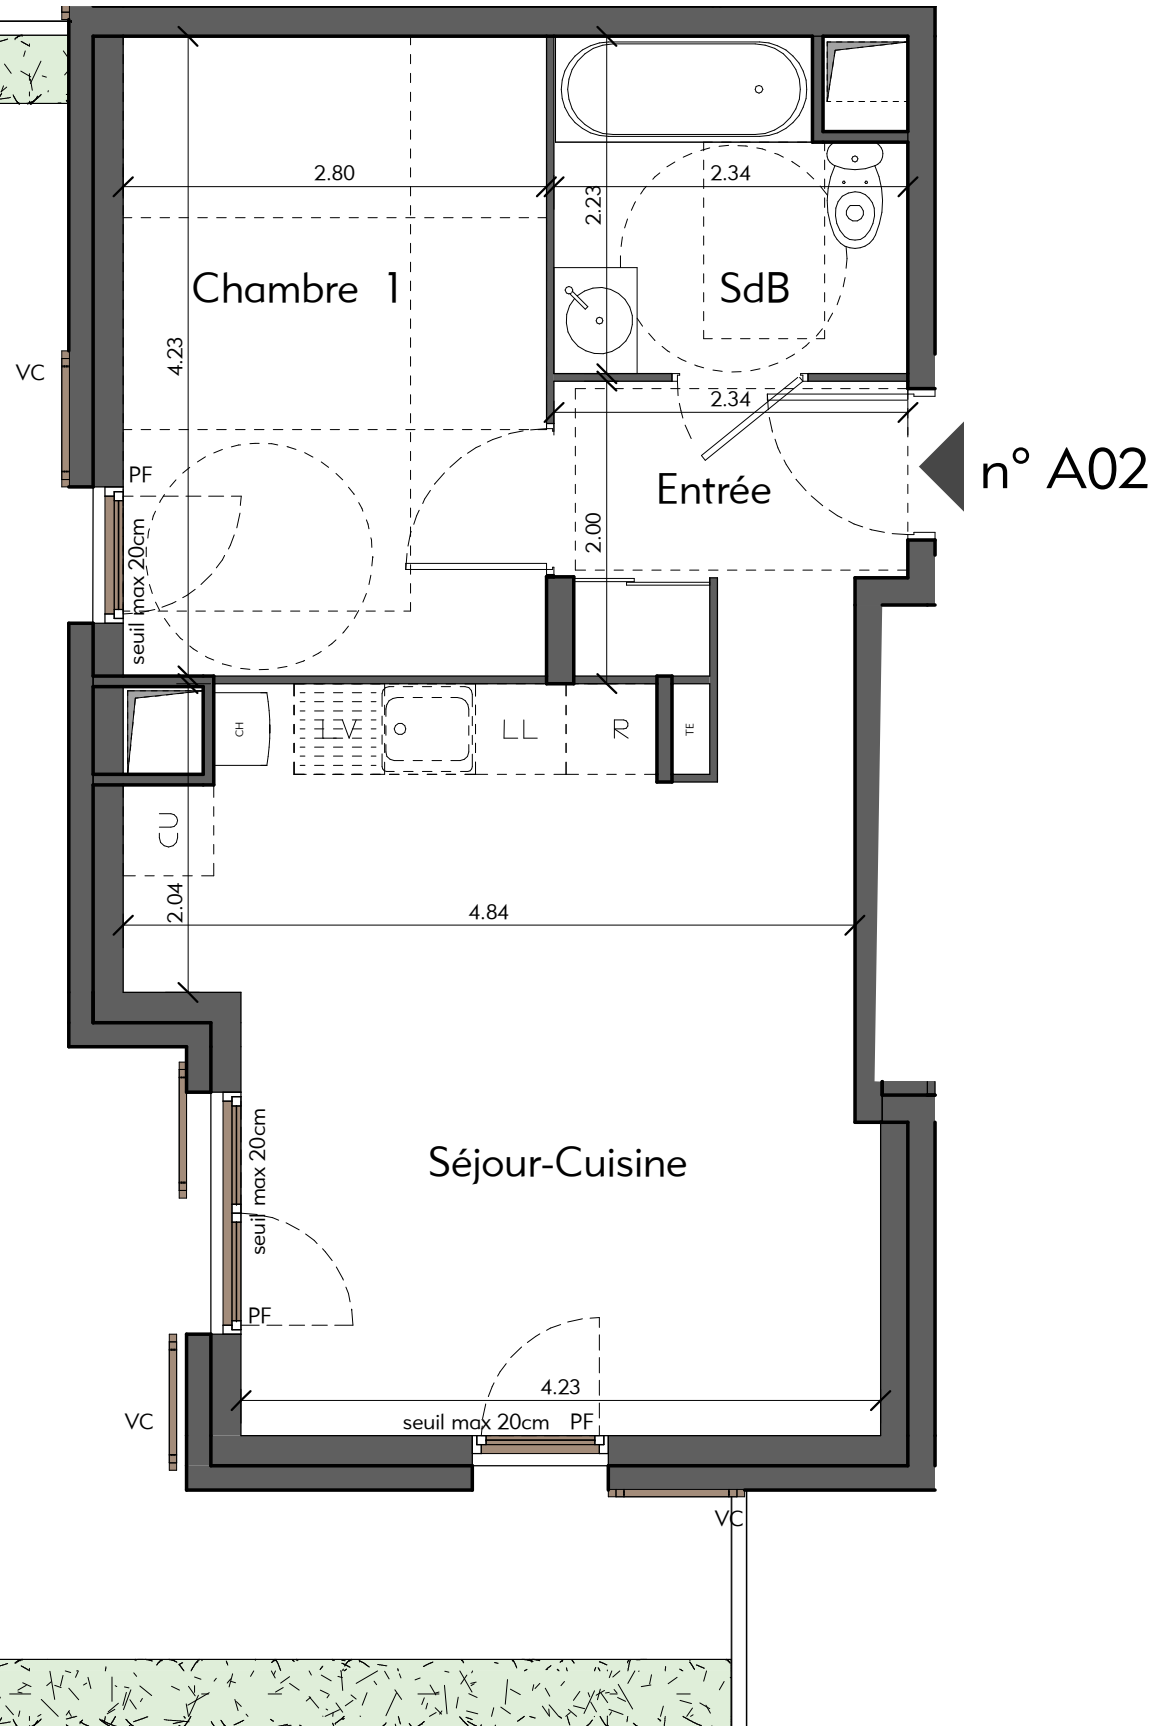 2.80
2.34
2.23
Chambre 1
SdB
4.23
VC
2.34
PF
Entrée
n° A02
2.00
seuil max 20cm
CH
LV
LL
R
TE
CU
2.04
4.84
seuil max 20cm
Séjour-Cuisine
PF
4.23
VC
seuil max 20cm PF
VC